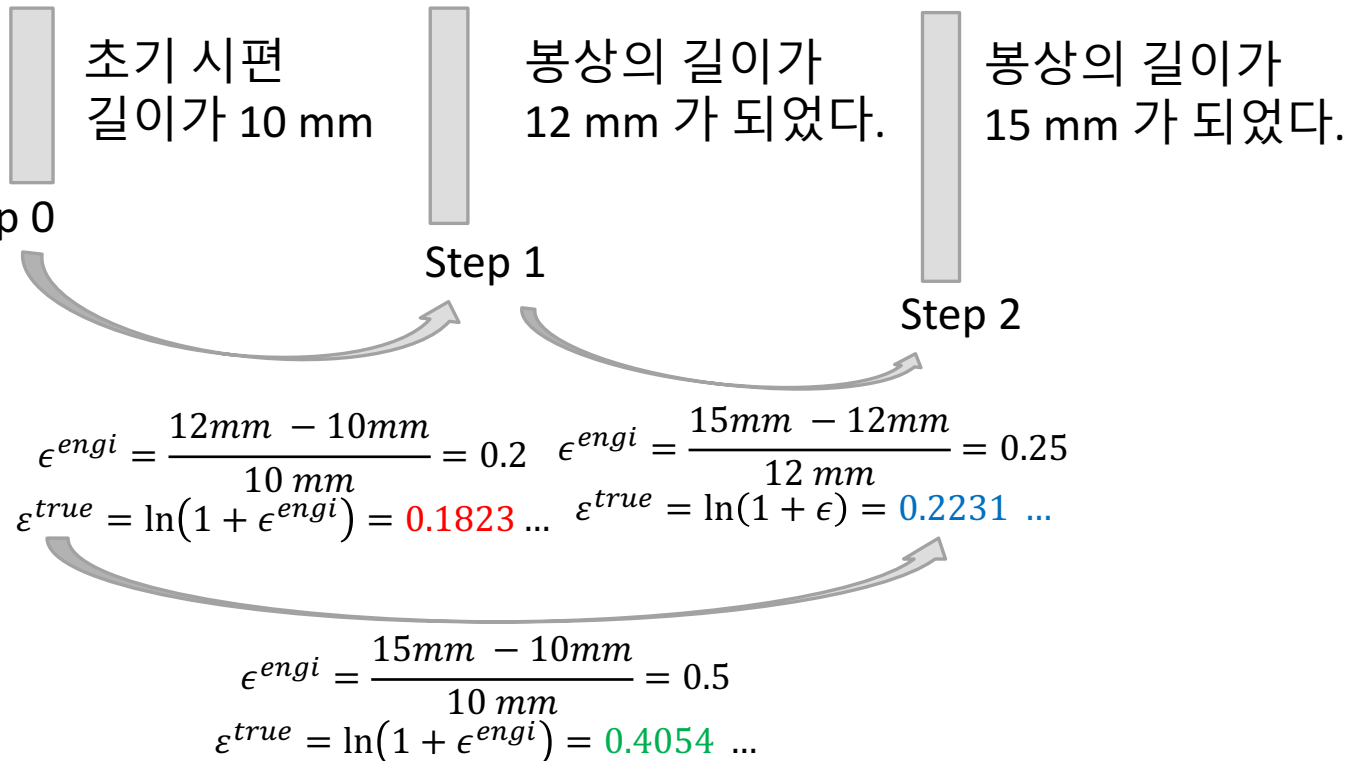 초기 시편
길이가 10 mm
봉상의 길이가
12 mm 가 되었다.
봉상의 길이가
15 mm 가 되었다.
p 0
Step 1
Step 2
𝜖^{engi} = \frac{12mm − 10mm}{10 mm} = 0.2
𝜀^{true} = ln(1 + 𝜖^{engi}) = 0.1823 ...
𝜖^{engi} = \frac{15mm − 12mm}{12 mm} = 0.25
𝜀^{true} = ln(1 + 𝜖) = 0.2231 ...
𝜖^{engi} = \frac{15mm − 10mm}{10 mm} = 0.5
𝜀^{true} = ln(1 + 𝜖^{engi}) = 0.4054 ...